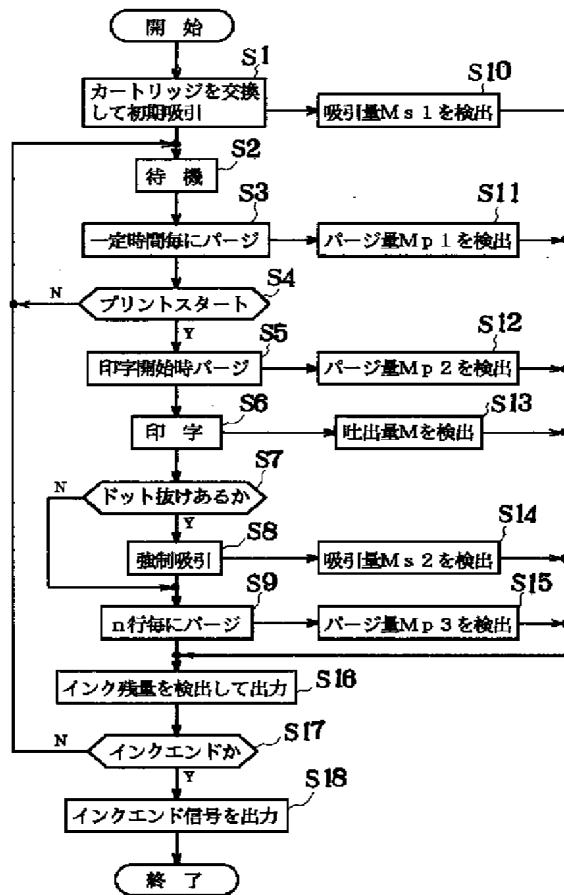 開 始
S1
S10
カートリッジを交換
して初期吸引
吸引量Ms1を検出
S2
待 機
S3
S11
一定時間毎にパージ
パージ量Mp1を検出
S4
N
プリントスタート
Y
S5
S12
印字開始時パージ
パージ量Mp2を検出
S6
S13
印 字
吐出量Mを検出
S7
N
ドット抜けあるか
Y
S8
S14
強制吸引
吸引量Ms2を検出
S9
S15
n行毎にパージ
パージ量Mp3を検出
S16
インク残量を検出して出力
S17
N
インクエンドか
Y
S18
インクエンド信号を出力
終 了